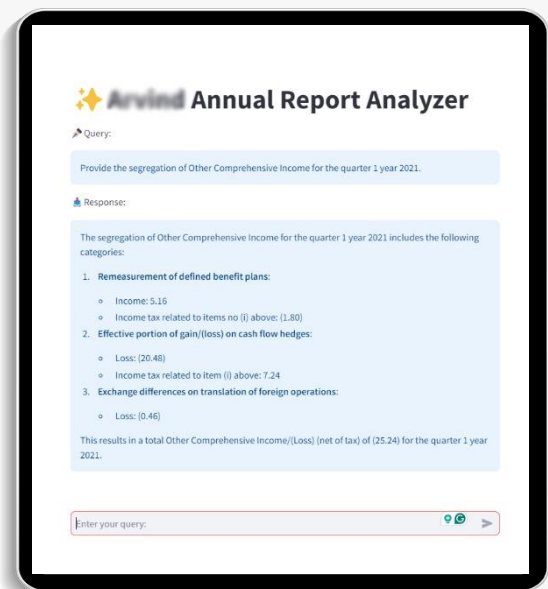 ✨ Arvind Annual Report Analyzer
📌 Query:
Provide the segregation of Other Comprehensive Income for the quarter 1 year 2021.
📥 Response:
The segregation of Other Comprehensive Income for the quarter 1 year 2021 includes the following
categories:
1. Remeasurement of defined benefit plans:
○ Income: 5.16
○ Income tax related to items no (i) above: (1.80)
2. Effective portion of gain/(loss) on cash flow hedges:
○ Loss: (20.48)
○ Income tax related to item (i) above: 7.24
3. Exchange differences on translation of foreign operations:
○ Loss: (0.46)
This results in a total Other Comprehensive Income/(Loss) (net of tax) of (25.24) for the quarter 1 year
2021.
Enter your query: